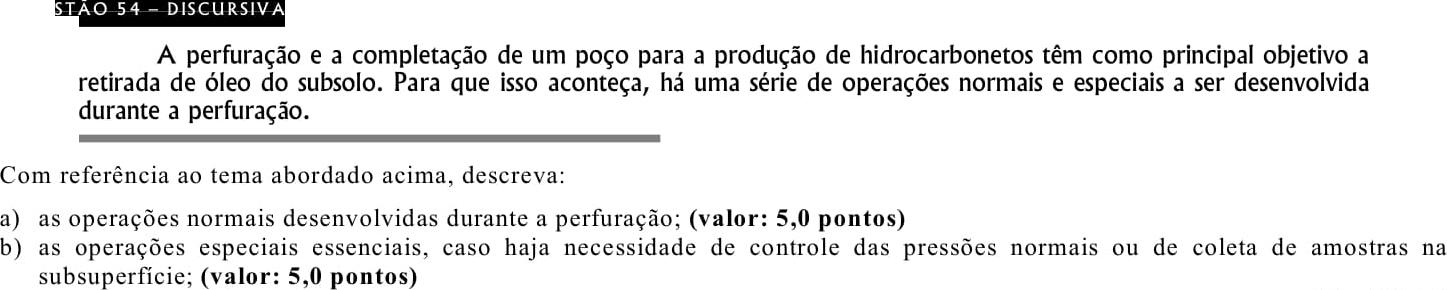 STÃO 54 – DISCURSIVA
A perfuração e a completação de um poço para a produção de hidrocarbonetos têm como principal objetivo a
retirada de óleo do subsolo. Para que isso aconteça, há uma série de operações normais e especiais a ser desenvolvida
durante a perfuração.
Com referência ao tema abordado acima, descreva:
a) as operações normais desenvolvidas durante a perfuração; (valor: 5,0 pontos)
b) as operações especiais essenciais, caso haja necessidade de controle das pressões normais ou de coleta de amostras na
subsuperfície; (valor: 5,0 pontos)